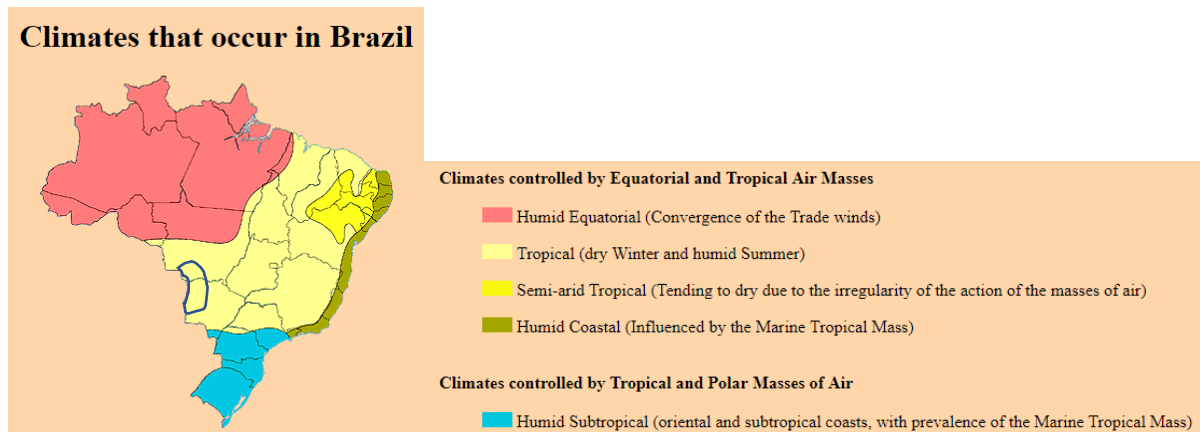 Climates that occur in Brazil
Climates controlled by Equatorial and Tropical Air Masses
Humid Equatorial (Convergence of the Trade winds)
Tropical (dry Winter and humid Summer)
Semi-arid Tropical (Tending to dry due to the irregularity of the action of the masses of air)
Humid Coastal (Influenced by the Marine Tropical Mass)
Climates controlled by Tropical and Polar Masses of Air
Humid Subtropical (oriental and subtropical coasts, with prevalence of the Marine Tropical Mass)